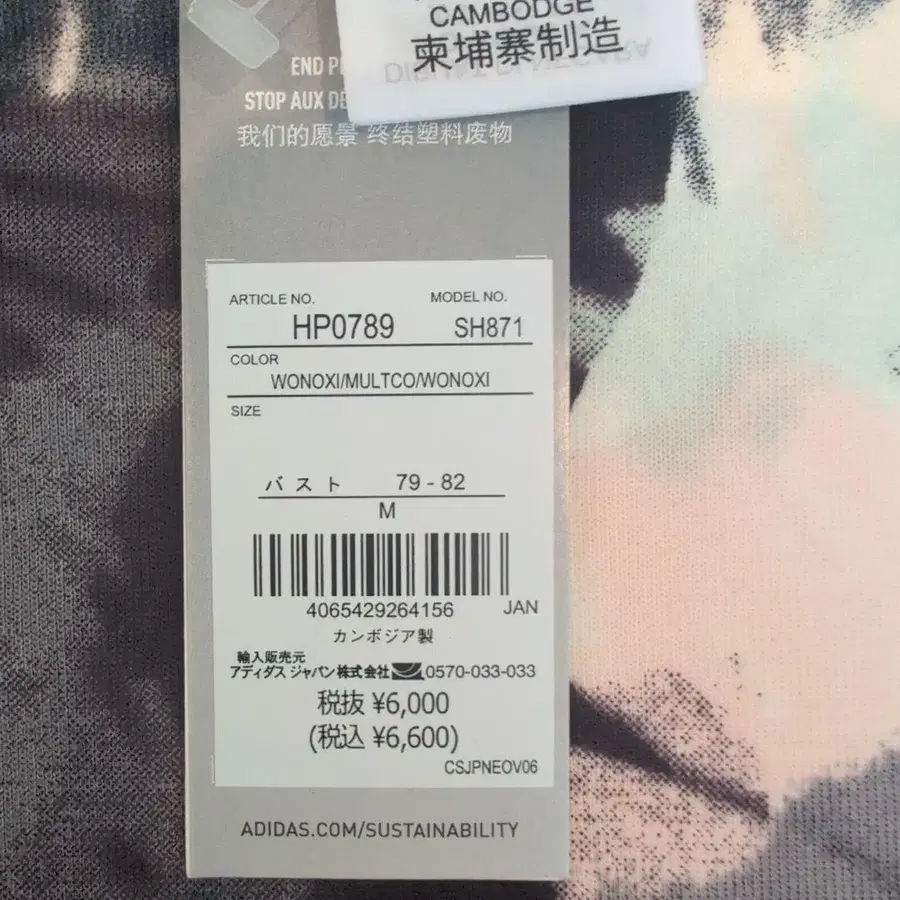 CAMBODGE
柬埔寨制造
END
STOP AUX
我们的愿景 终结塑料废物
ARTICLE NO. MODEL NO.
HP0789 SH871
COLOR
WONOXI/MULTCO/WONOXI
SIZE
バスト 79 - 82
M
4065429264156 JAN
カンボジア製
輸入販売元
アディダス ジャパン株式会社 0570-033-033
税抜 ¥6,000
(税込 ¥6,600)
CSJPNEOV06
ADIDAS.COM/SUSTAINABILITY